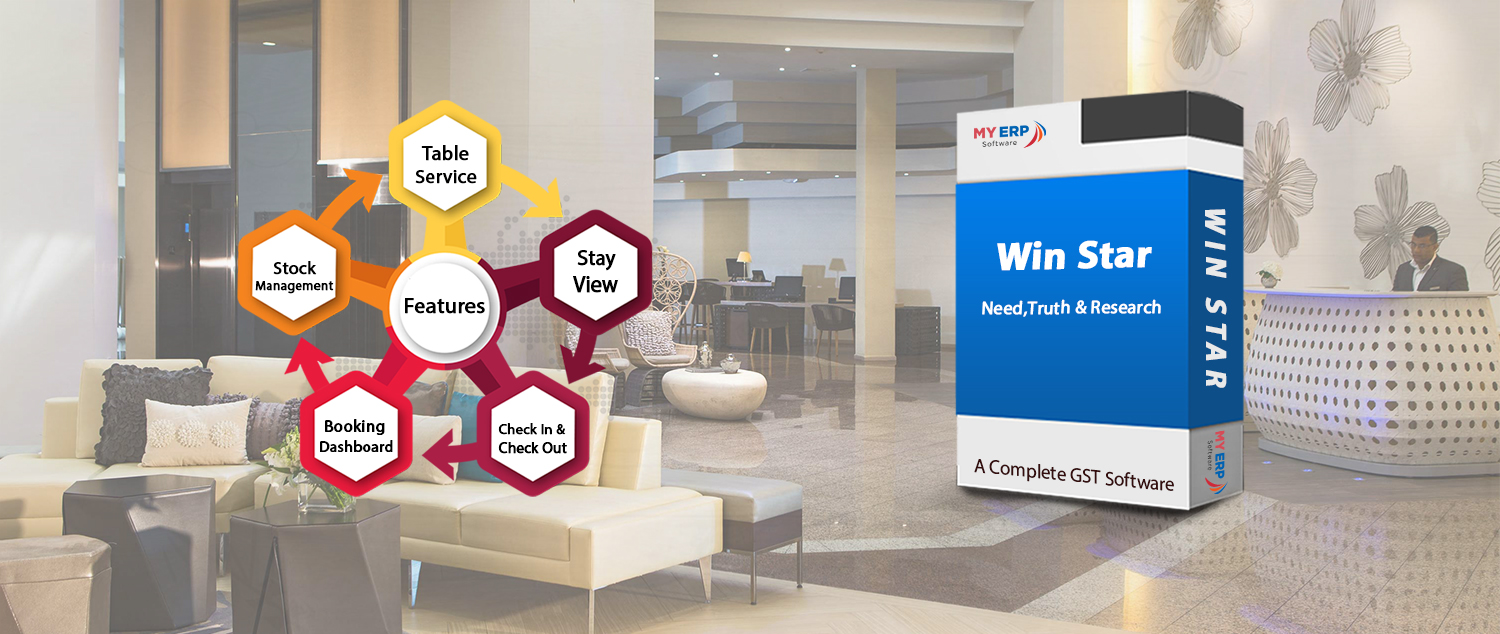 Table
Service
Stay
View
Check In &
Check Out
Booking
Dashboard
Stock
Management
Features
MY ERP
Software
Win Star
Need,Truth & Research
A Complete GST Software
WIN STAR
MY ERP
Software